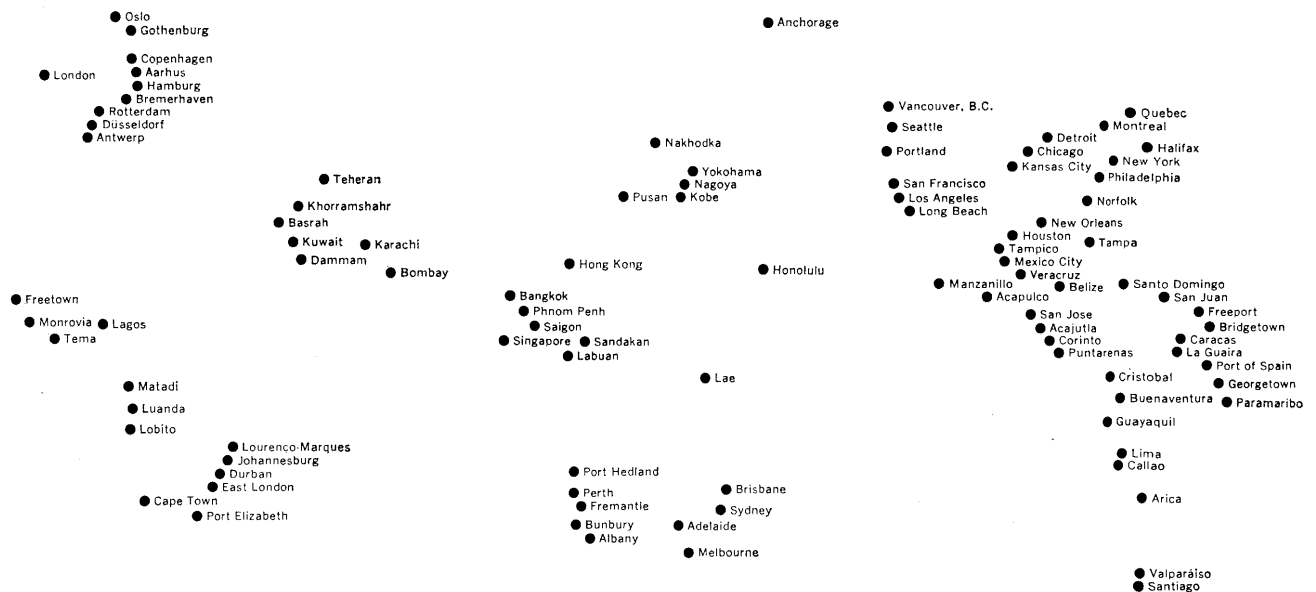 Oslo
Gothenburg
Copenhagen
London
Aarhus
Hamburg
Bremerhaven
Rotterdam
Düsseldorf
Antwerp
Teheran
Khorramshahr
Basrah
Kuwait
Karachi
Dammam
Bombay
Freetown
Monrovia
Lagos
Tema
Matadi
Luanda
Lobito
Lourenco-Marques
Johannesburg
Durban
East London
Cape Town
Port Elizabeth
Anchorage
Nakhodka
Yokohama
Nagoya
Pusan
Kobe
Hong Kong
Honolulu
Bangkok
Phnom Penh
Saigon
Singapore
Sandakan
Labuan
Lae
Port Hedland
Perth
Fremantle
Bunbury
Albany
Brisbane
Sydney
Adelaide
Melbourne
Vancouver, B.C.
Seattle
Portland
San Francisco
Los Angeles
Long Beach
Quebec
Montreal
Detroit
Halifax
Chicago
New York
Kansas City
Philadelphia
Norfolk
New Orleans
Houston
Tampa
Tampico
Mexico City
Veracruz
Manzanillo
Belize
Santo Domingo
Acapulco
San Juan
San Jose
Freeport
Acajutla
Bridgetown
Corinto
Caracas
Puntarenas
La Guaira
Port of Spain
Cristobal
Georgetown
Buenaventura
Paramaribo
Guayaquil
Lima
Callao
Arica
Valparáiso
Santiago